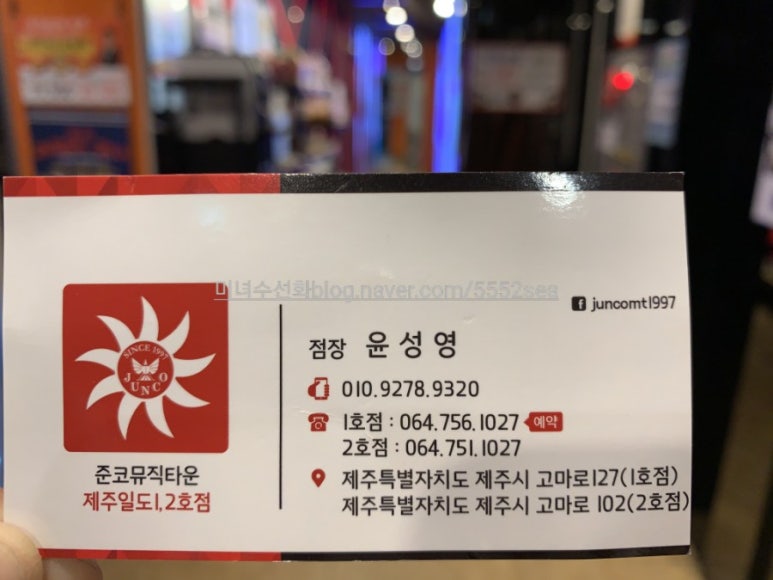 미녀수선화blog.naver.com/5552sea
juncomt1997
점장 윤성영
010.9278.9320
1호점 : 064.756.1027 예약
2호점 : 064.751.1027
제주특별자치도 제주시 고마로127(1호점)
제주특별자치도 제주시 고마로 102(2호점)
SINCE 1997
JUNCO
준코뮤직타운
제주일도1,2호점